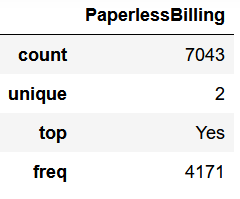 PaperlessBilling
count 7043
unique 2
top Yes
freq 4171